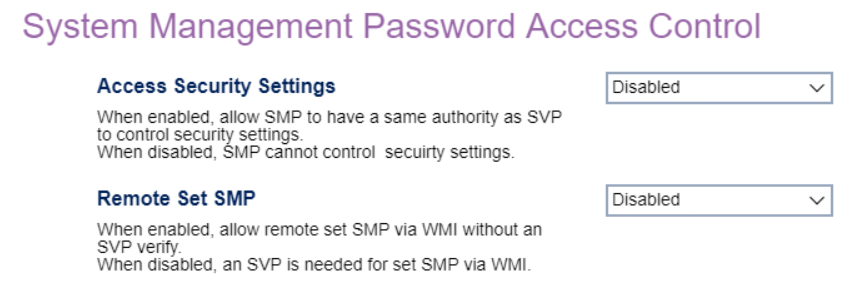 System Management Password Access Control
Access Security Settings
Disabled
When enabled, allow SMP to have a same authority as SVP
to control security settings.
When disabled, SMP cannot control secuirty settings.
Remote Set SMP
Disabled
When enabled, allow remote set SMP via WMI without an
SVP verify.
When disabled, an SVP is needed for set SMP via WMI.